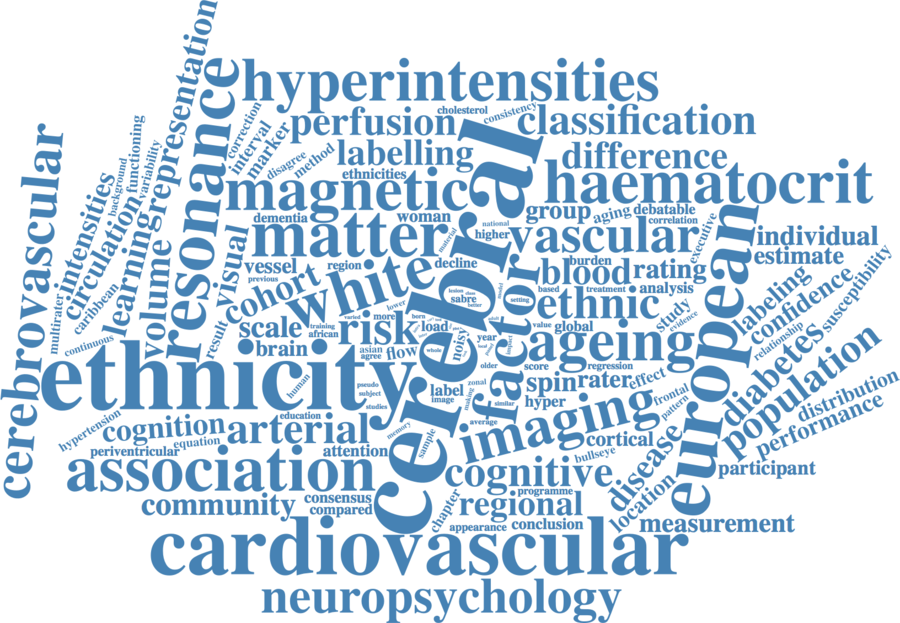 representation
resonance
hyperintensities
correction
interval
marker
perfusion
cholesterol
consistency
classification
cerebral
disagree
method
labelling
difference
cerebrovascular
functioning
variability
background
intensities
circulation
learning
volume
ethnicities
magnetic
haematocrit
dementia
woman
national
higher
group
aging
debatable
correlation
executive
matter
material
vascular
european
individual
estimate
multirater
caribbean
visual
vessel
previous
region
decline
burden
blood
rating
cohort
white
factor
based
treatment
analysis
labeling
confidence
susceptibility
continuous
result
lower
lesion
sabre
better
model
setting
ethnic
study
evidence
relationship
scale
training
african
varied
more
born
risk
load
noisy
year
value
global
ageing
diabetes
brain
asian
agree
flow
whole
local
impact
older
score
regression
population
ethnicity
human
pseudo
subject
studies
label
image
zonal
making
similar
average
spin
rater
effect
hyper
frontal
pattern
distribution
performance
hypertension
cognition
equation
education
arterial
memory
sample
imaging
cortical
bullseye
disease
location
periventricular
attention
association
cognitive
participant
community
consensus
compared
chapter
programme
regional
appearance
conclusion
measurement
cardiovascular
neuropsychology